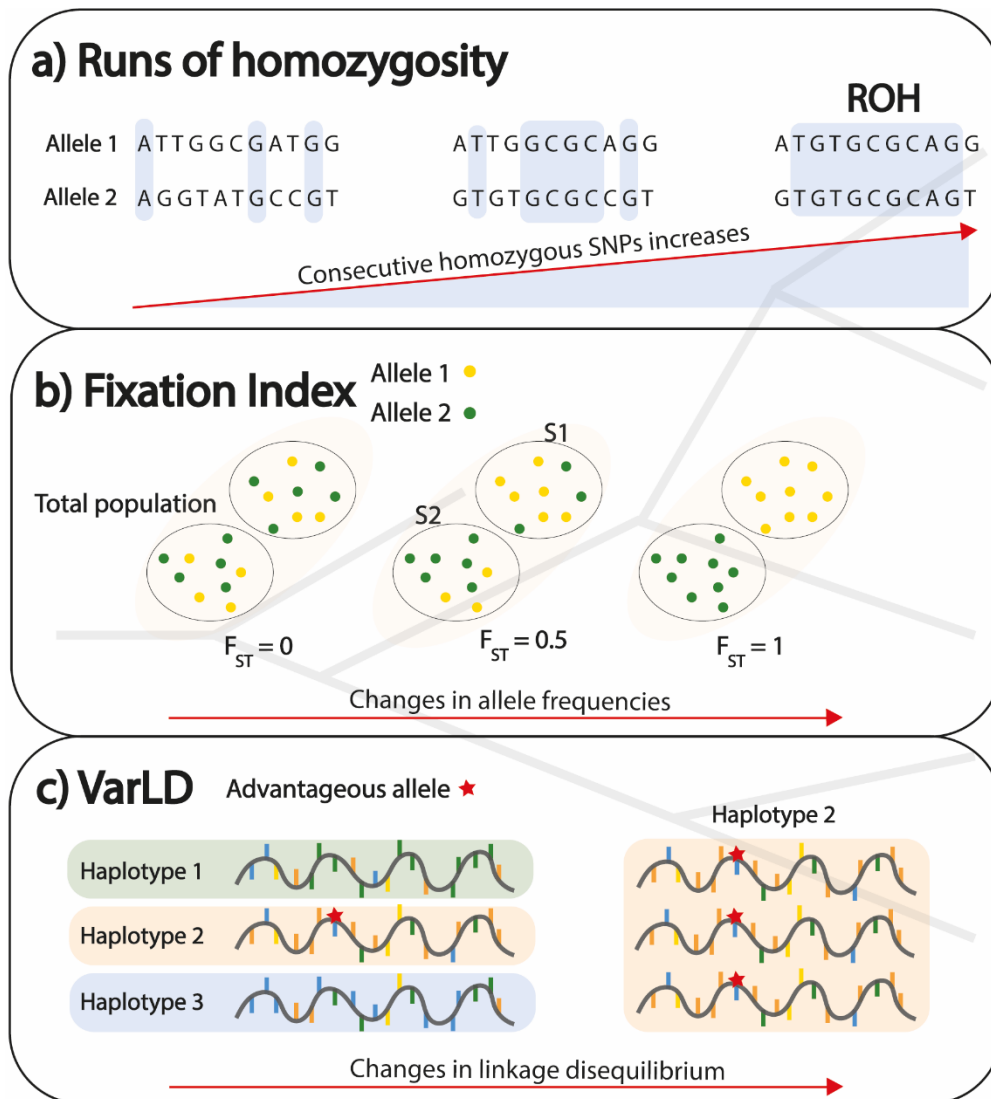 a) Runs of homozygosity
ROH
Allele 1 ATTGGCGATGG ATTGGCGCAGG ATGTGCGCAGG
Allele 2 AGGTATGCCGT GTGTGCGCCGT GTGTGCGCAGT
Consecutive homozygous SNPs increases
b) Fixation Index
Allele 1
Allele 2
S1
Total population
S2
FST = 0 FST = 0.5 FST = 1
Changes in allele frequencies
c) VarLD
Advantageous allele
Haplotype 2
Haplotype 1
Haplotype 2
Haplotype 3
Changes in linkage disequilibrium